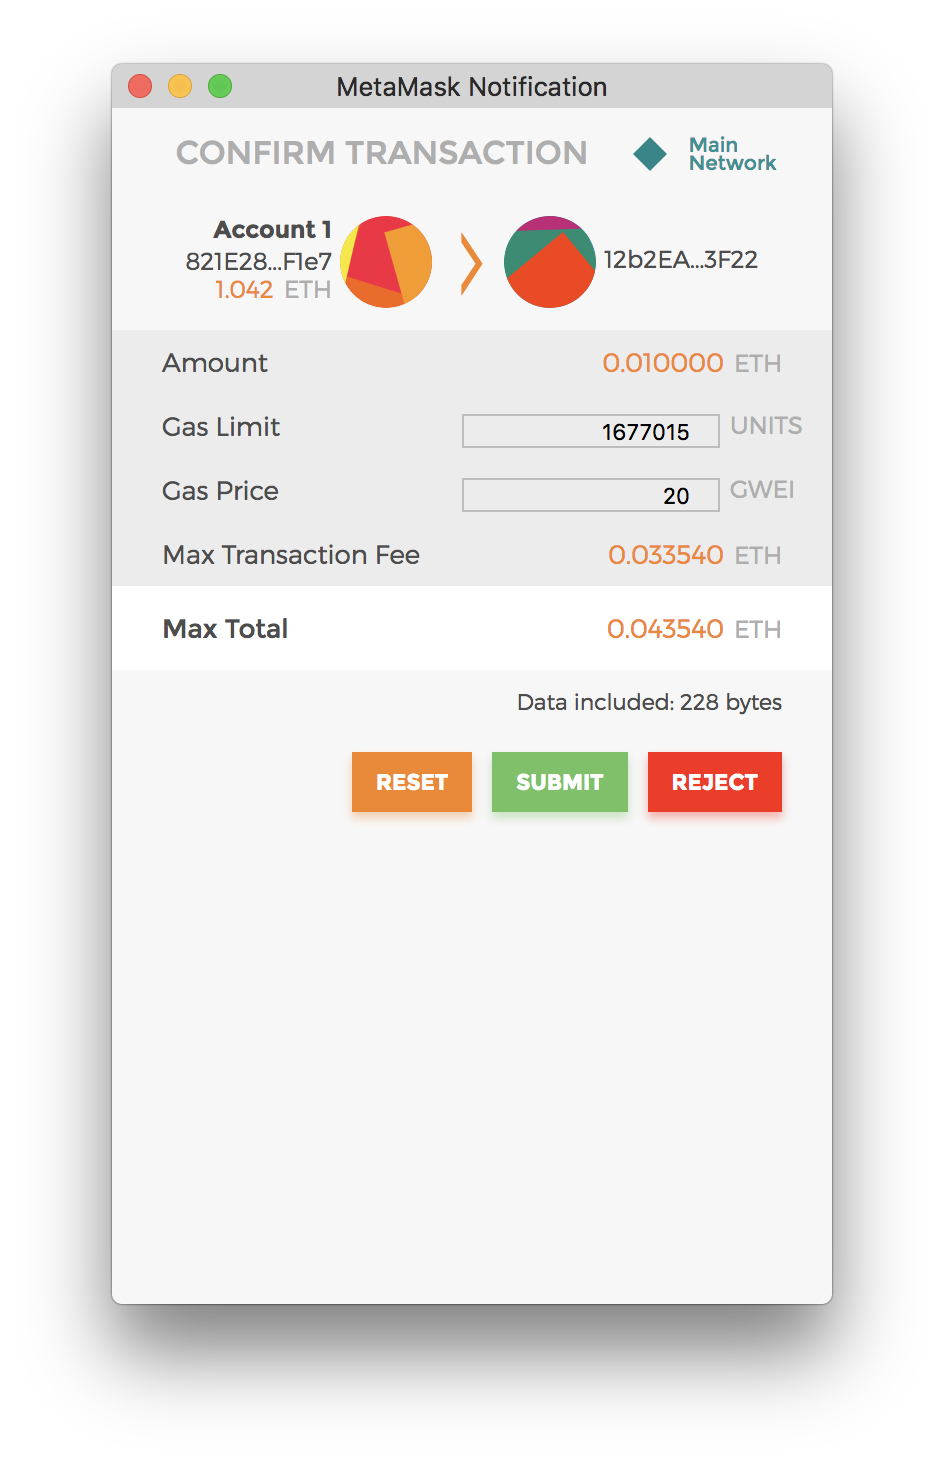 MetaMask Notification
CONFIRM TRANSACTION
Main
Network
Account 1
821E28...F1e7
1.042 ETH
12b2EA...3F22
Amount 0.010000 ETH
Gas Limit 1677015 UNITS
Gas Price 20 GWEI
Max Transaction Fee 0.033540 ETH
Max Total 0.043540 ETH
Data included: 228 bytes
RESET SUBMIT REJECT